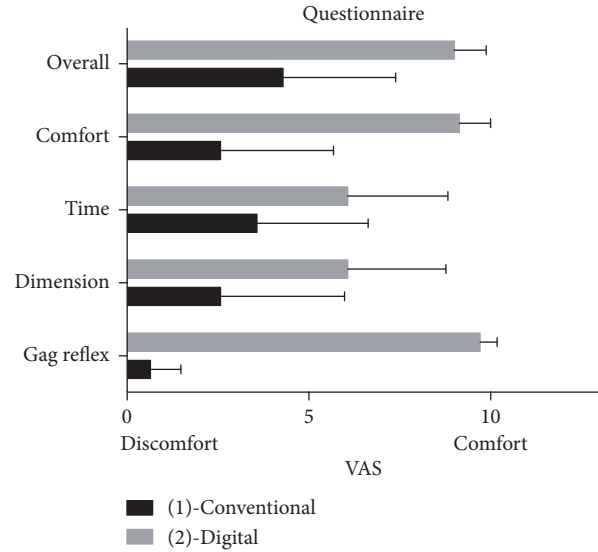 Questionnaire
Overall
Comfort
Time
Dimension
Gag reflex
0 5 10
Discomfort Comfort
VAS
(1)-Conventional
(2)-Digital